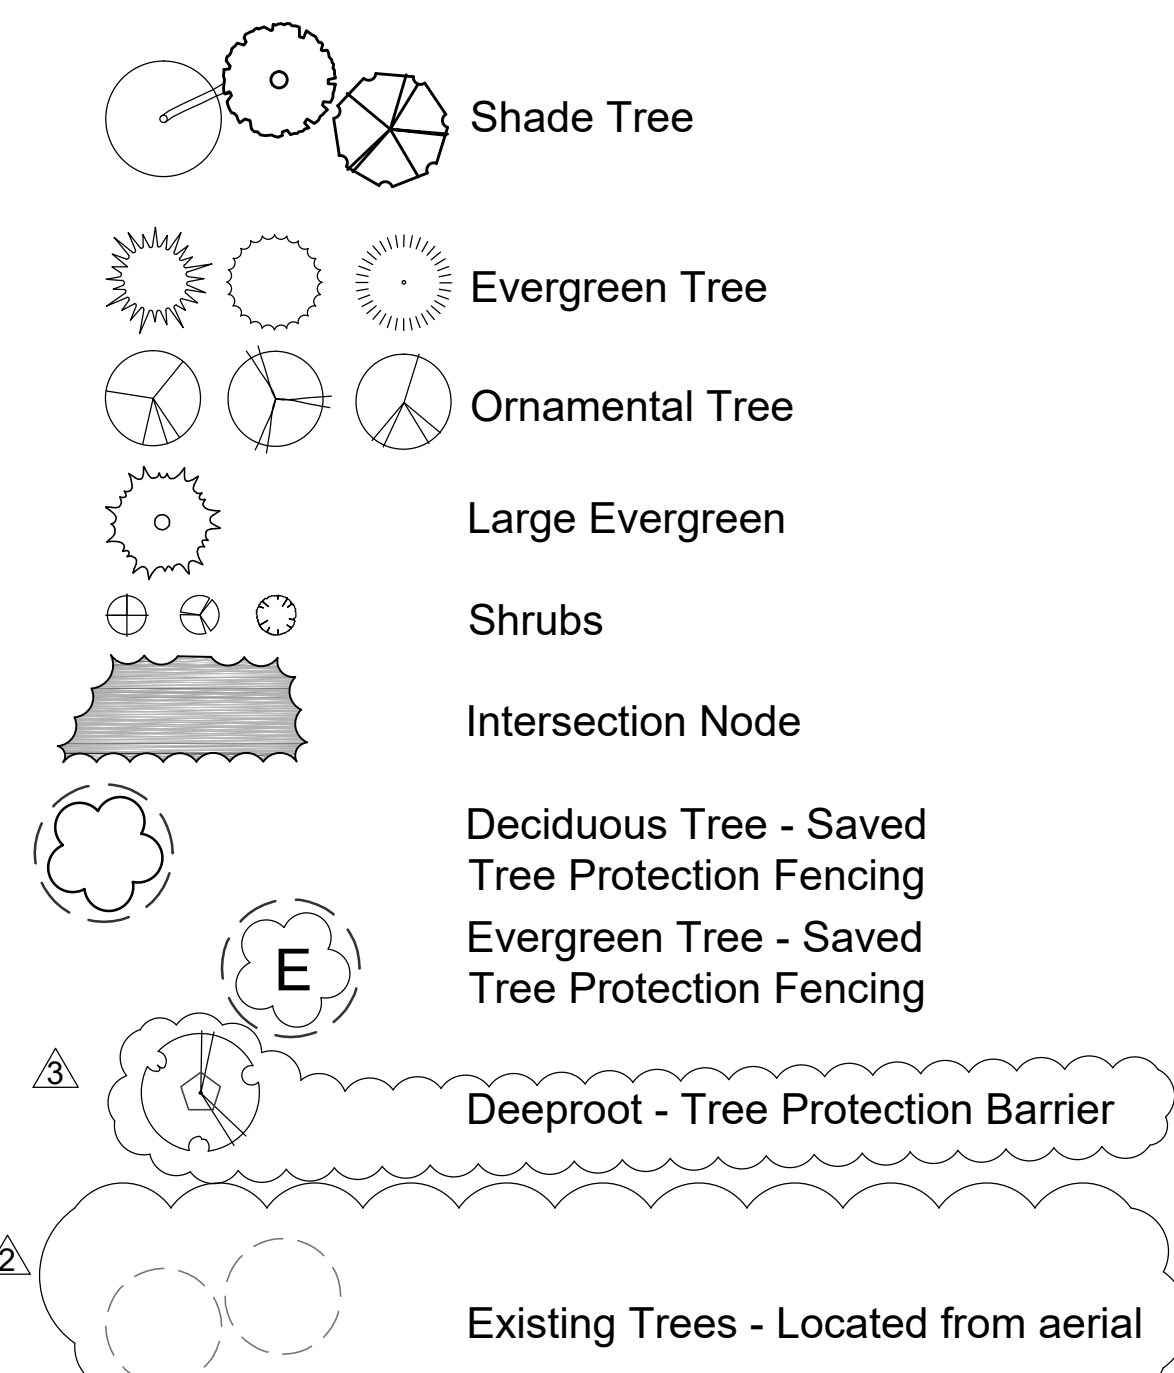 Shade Tree
Evergreen Tree
Ornamental Tree
Large Evergreen
Shrubs
Intersection Node
Deciduous Tree - Saved
Tree Protection Fencing
Evergreen Tree - Saved
Tree Protection Fencing
E
3
Deeproot - Tree Protection Barrier
2
Existing Trees - Located from aerial